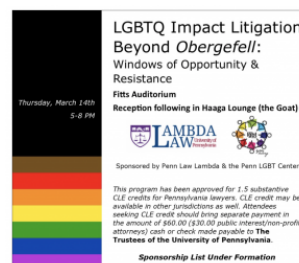 LGBTQ Impact Litigation
Beyond Obergefell:
Windows of Opportunity &
Resistance
Fitts Auditorium
Reception following in Haaga Lounge (the Goat)
Thursday, March 14th
5-8 PM
LAMBDA
LAW
University of
Pennsylvania
Sponsored by Penn Law Lambda & the Penn LGBT Center
This program has been approved for 1.5 substantive
CLE credits for Pennsylvania lawyers. CLE credit may be
available in other jurisdictions as well. Attendees
seeking CLE credit should bring separate payment in
the amount of $60.00 ($30.00 public interest/non-profit
attorneys) cash or check made payable to The
Trustees of the University of Pennsylvania.
Sponsorship List Under Formation